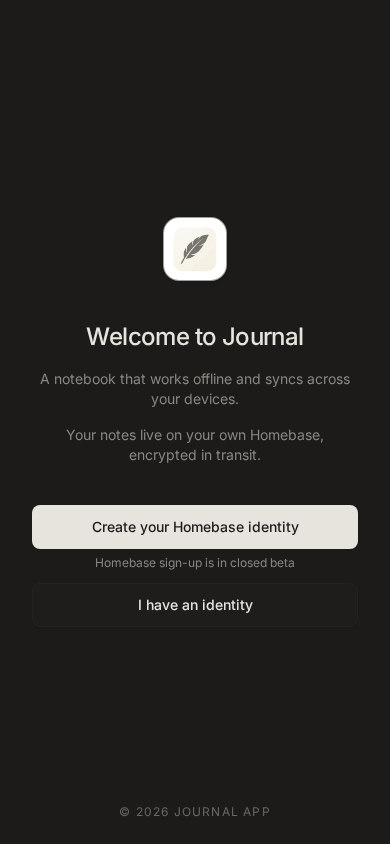 Welcome to Journal
A notebook that works offline and syncs across
your devices.
Your notes live on your own Homebase,
encrypted in transit.
Create your Homebase identity
Homebase sign-up is in closed beta
I have an identity
© 2026 JOURNAL APP